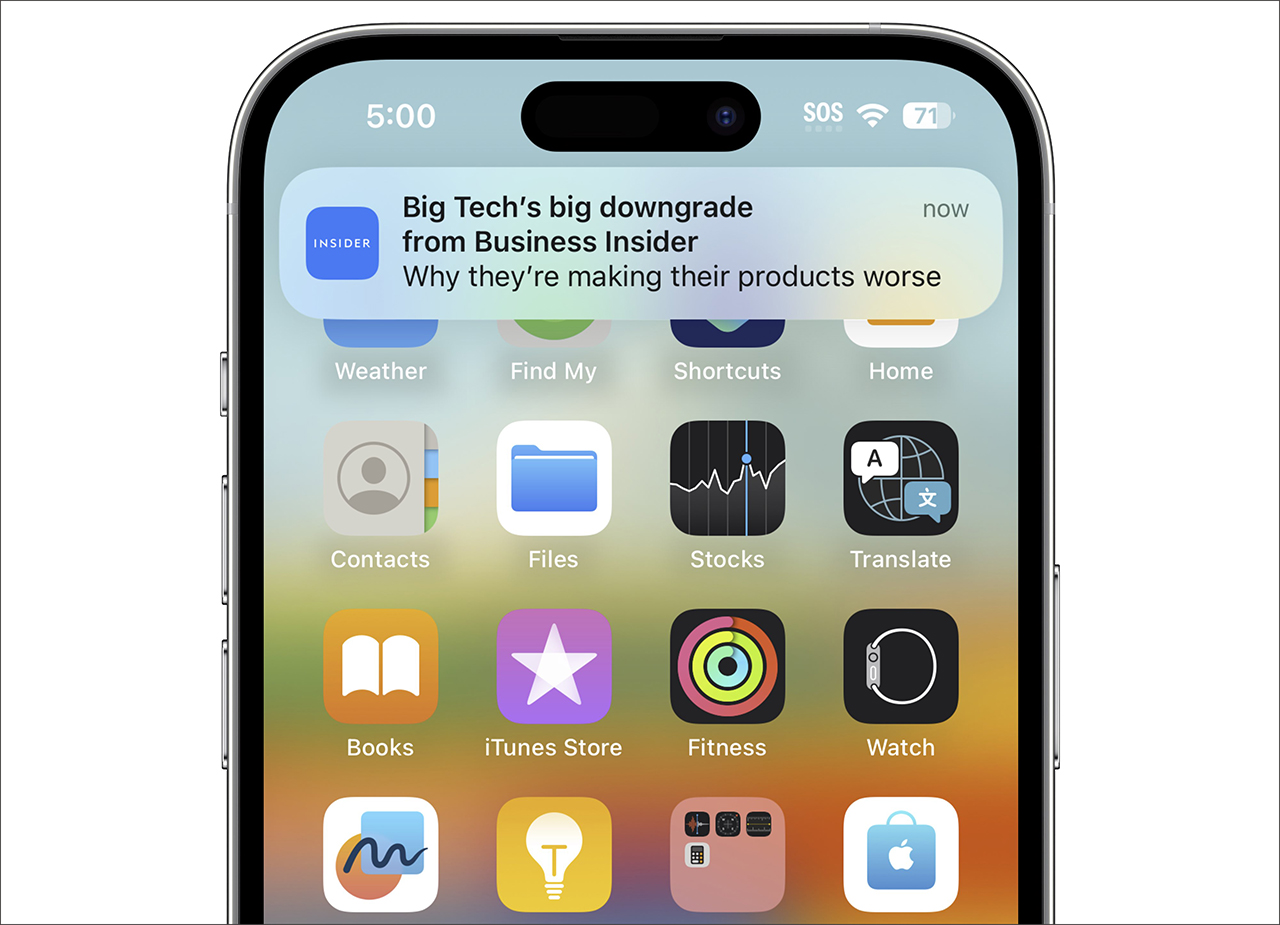 5:00
SOS
71
INSIDER
Big Tech’s big downgrade
now
from Business Insider
Why they’re making their products worse
Weather
Find My
Shortcuts
Home
A
文
Contacts
Files
Stocks
Translate
Books
iTunes Store
Fitness
Watch
T